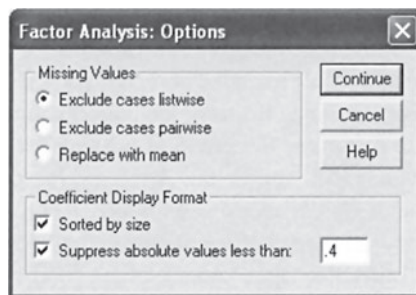 Factor Analysis: Options
Missing Values
Exclude cases listwise
Exclude cases pairwise
Replace with mean
Continue
Cancel
Help
Coefficient Display Format
Sorted by size
Suppress absolute values less than: .4